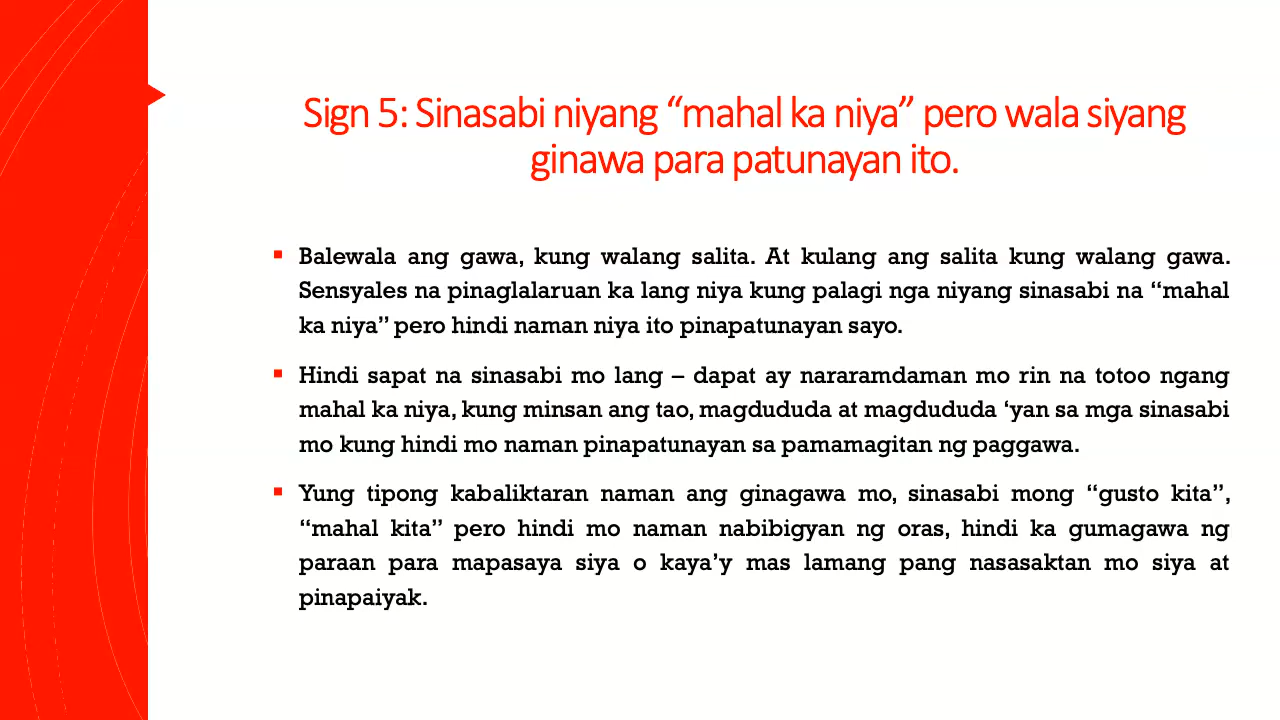 Sign 5: Sinasabi niyang “mahal ka niya” pero wala siyang
ginawa para patunayan ito.
▪ Balewala ang gawa, kung walang salita. At kulang ang salita kung walang gawa.
Sensyales na pinaglalaruan ka lang niya kung palagi nga niyang sinasabi na “mahal
ka niya” pero hindi naman niya ito pinapatunayan sayo.
▪ Hindi sapat na sinasabi mo lang – dapat ay nararamdaman mo rin na totoo ngang
mahal ka niya, kung minsan ang tao, magdududa at magdududa ‘yan sa mga sinasabi
mo kung hindi mo naman pinapatunayan sa pamamagitan ng paggawa.
▪ Yung tipong kabaliktaran naman ang ginagawa mo, sinasabi mong “gusto kita”,
“mahal kita” pero hindi mo naman nabibigyan ng oras, hindi ka gumagawa ng
paraan para mapasaya siya o kaya’y mas lamang pang nasasaktan mo siya at
pinapaiyak.